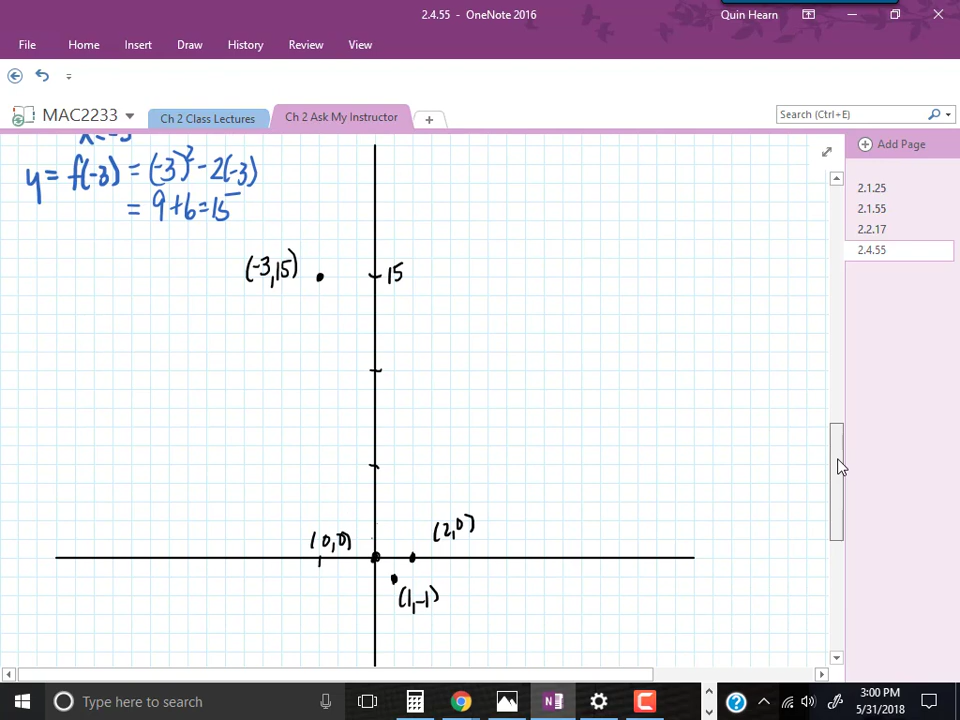 2.4.55 - OneNote 2016
Quin Hearn
File Home Insert Draw History Review View
MAC2233
Ch 2 Class Lectures
Ch 2 Ask My Instructor
Search (Ctrl+E)
Add Page
2.1.25
2.1.55
2.2.17
2.4.55
y = f(-3) = (-3)² - 2(-3)
= 9 + 6 = 15
(-3,15)
15
(0,0)
(2,0)
(1,-1)
Type here to search
3:00 PM
5/31/2018